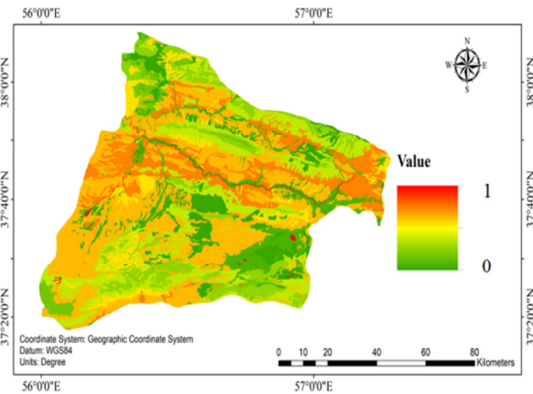 56°0'0"E 57°0'0"E
N
W E
S
38°0'0"N 38°0'0"N
Value
1
37°40'0"N 37°40'0"N
0
37°20'0"N 37°20'0"N
Coordinate System: Geographic Coordinate System
Datum: WGS84
Units: Degree
0 10 20 40 60 80
Kilometers
56°0'0"E 57°0'0"E